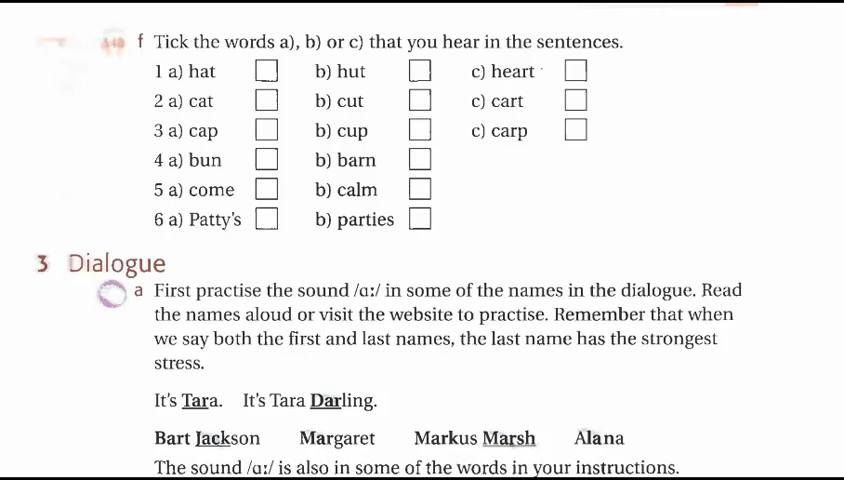 f Tick the words a), b) or c) that you hear in the sentences.
1 a) hat b) hut c) heart
2 a) cat b) cut c) cart
3 a) cap b) cup c) carp
4 a) bun b) barn
5 a) come b) calm
6 a) Patty's b) parties
3 Dialogue
a First practise the sound /ɑː/ in some of the names in the dialogue. Read
the names aloud or visit the website to practise. Remember that when
we say both the first and last names, the last name has the strongest
stress.
It's Tara. It's Tara Darling.
Bart Jackson Margaret Markus Marsh Alana
The sound /ɑː/ is also in some of the words in your instructions.